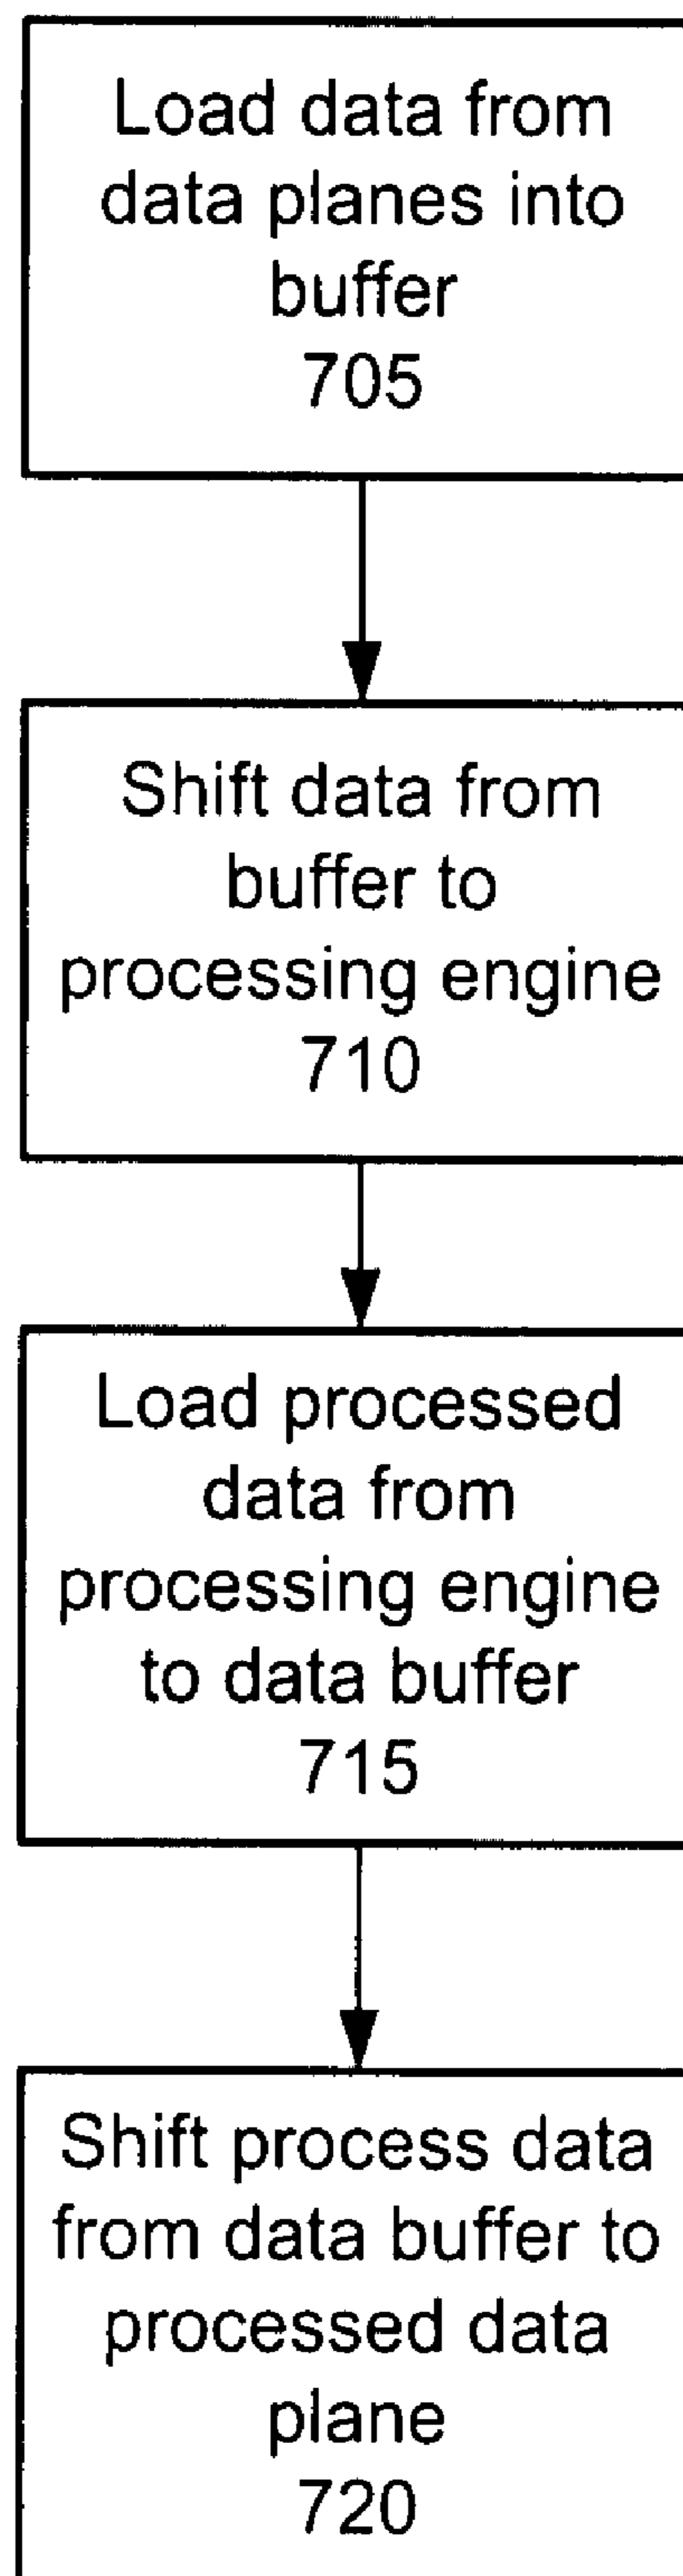 Load data from
data planes into
buffer
705
Shift data from
buffer to
processing engine
710
Load processed
data from
processing engine
to data buffer
715
Shift process data
from data buffer to
processed data
plane
720